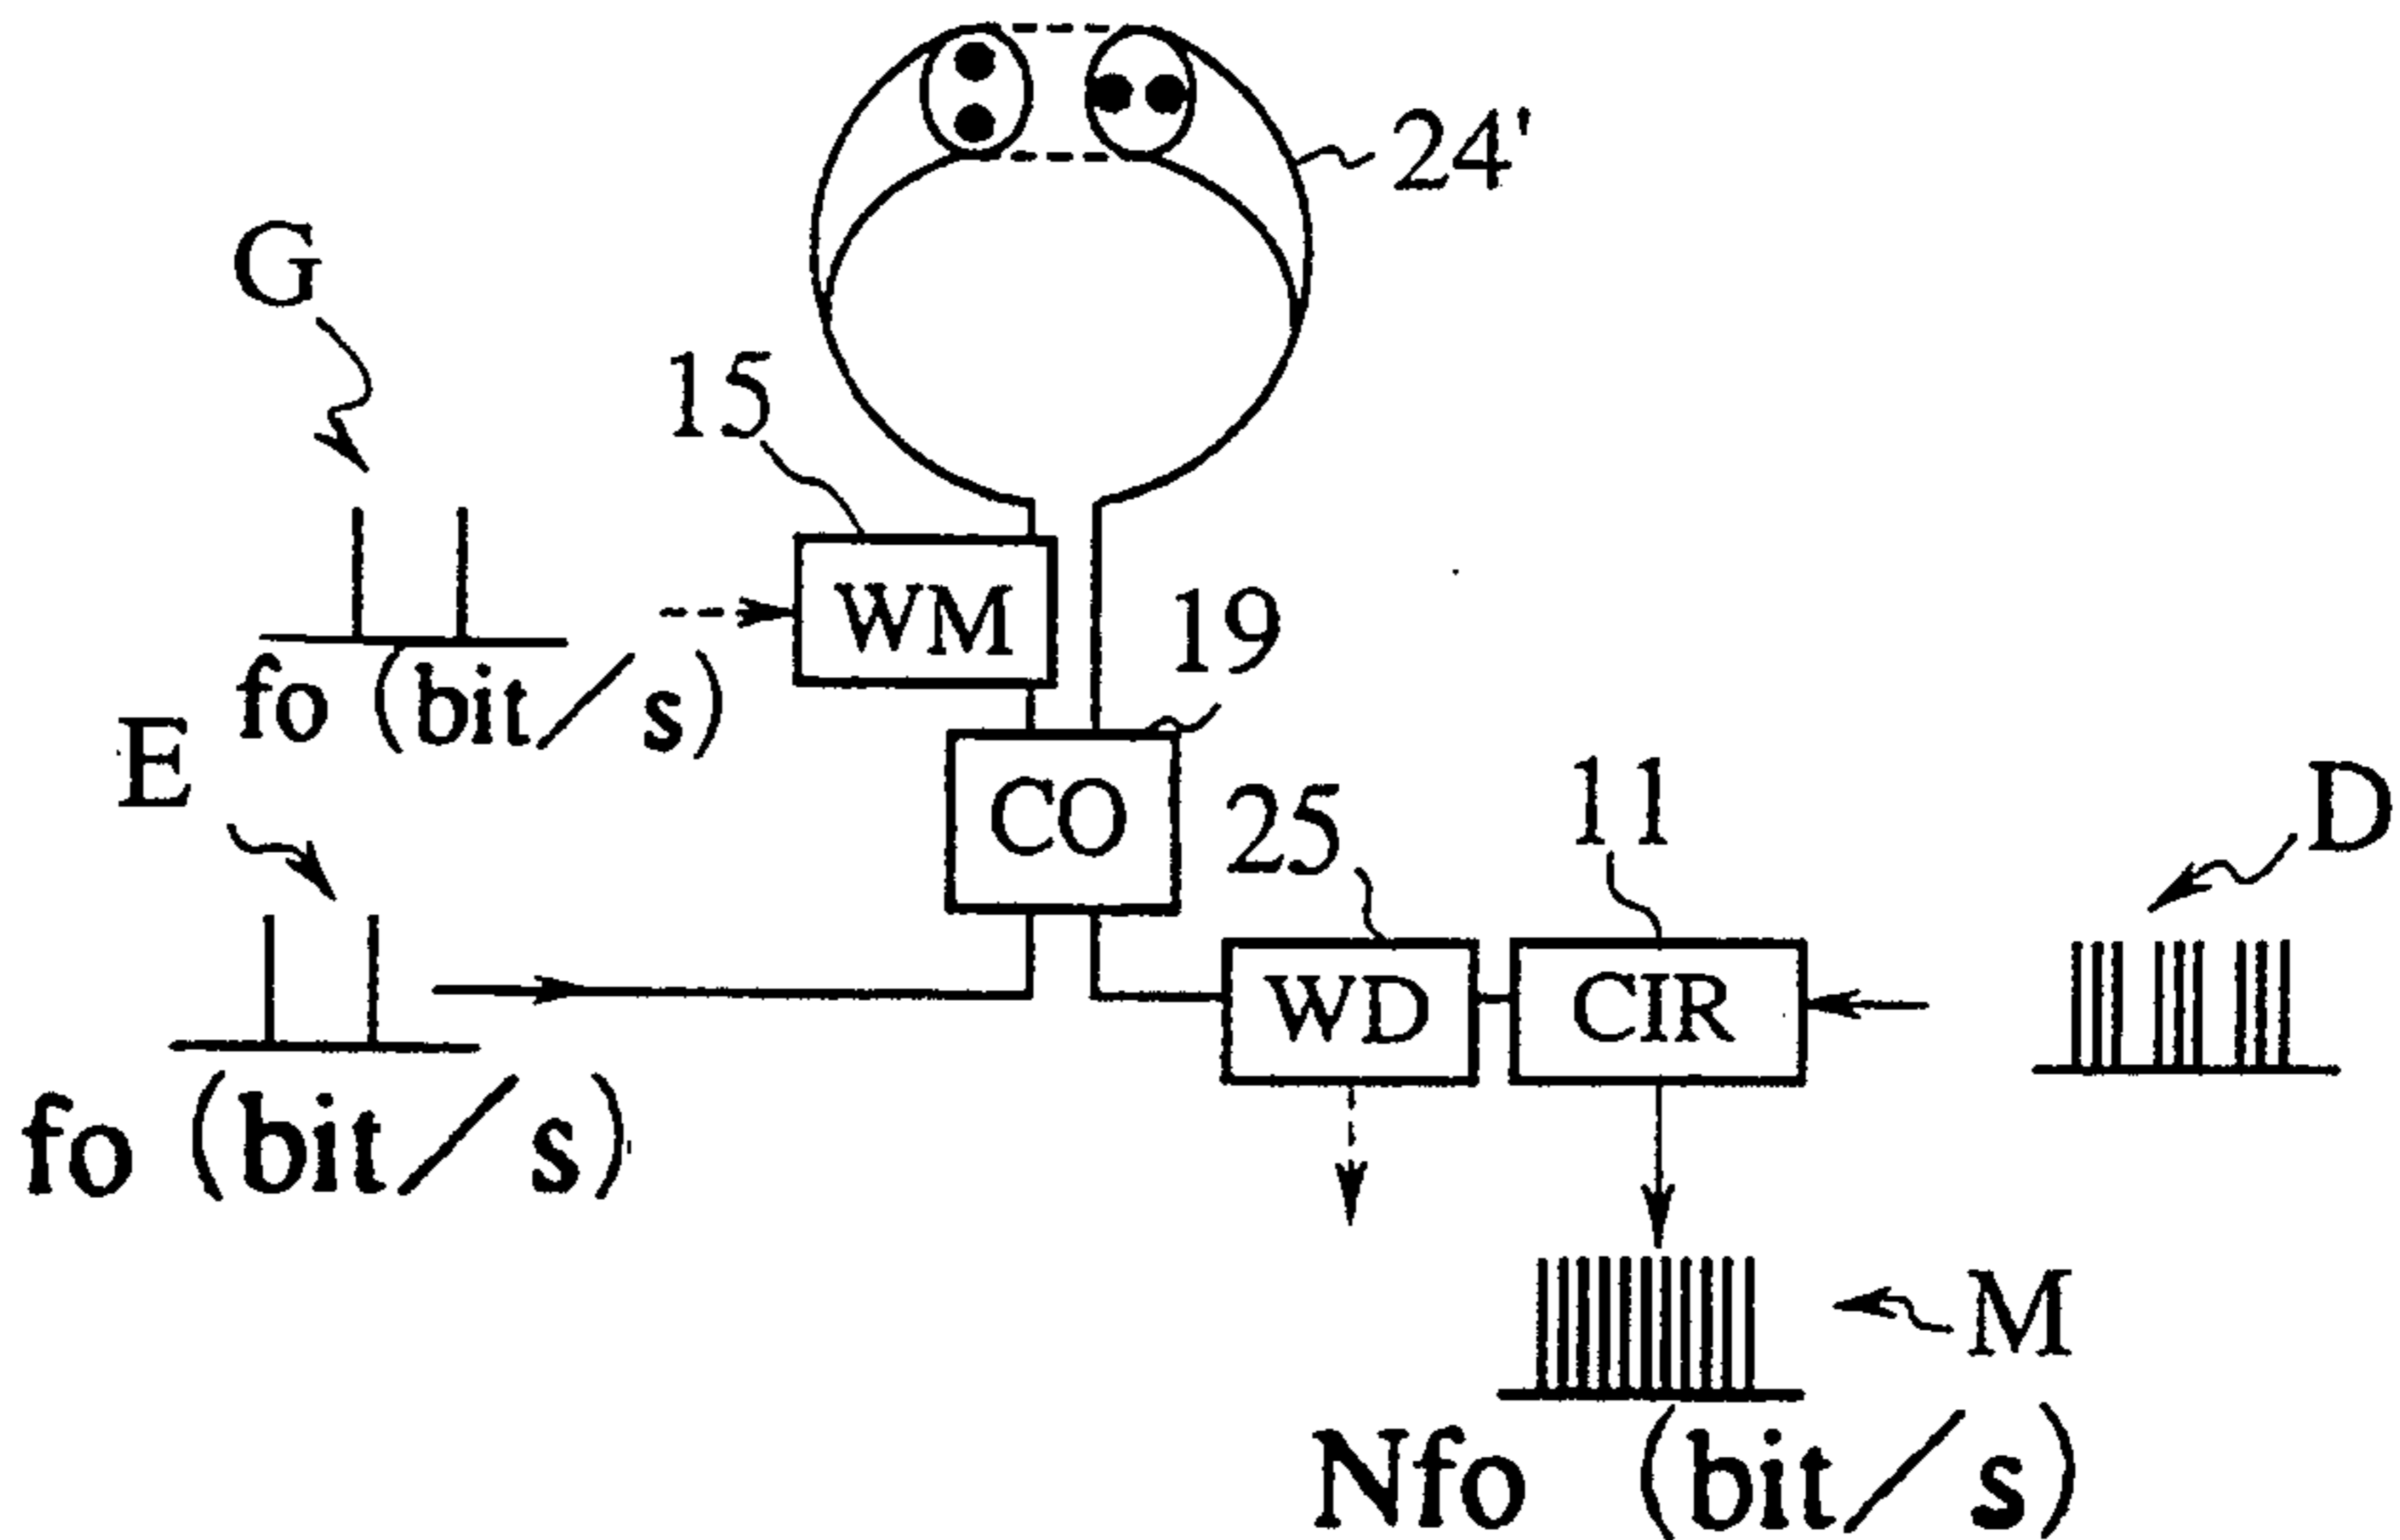 24'
G
15
WM
19
fo (bit/s)
E
CO
25
11
D
WD
CIR
fo (bit/s)
M
Nfo (bit/s)